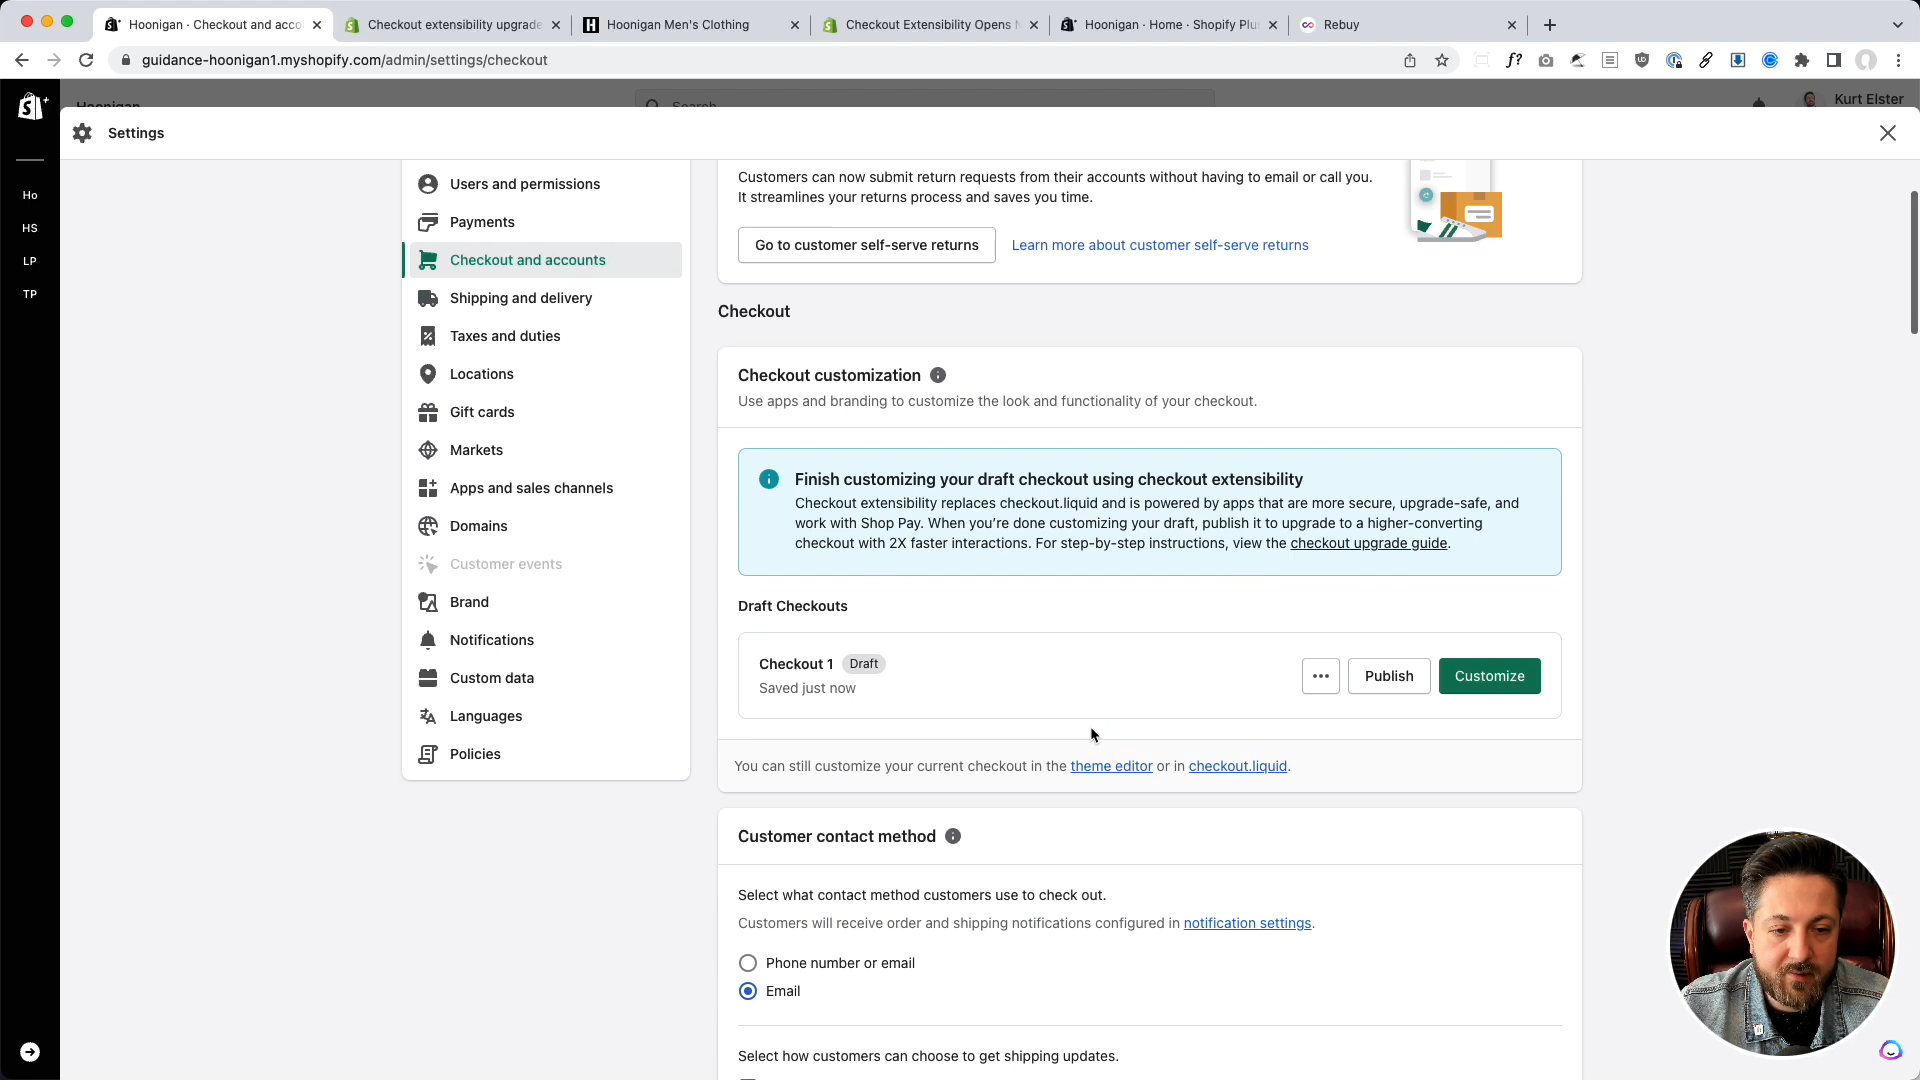 Hoonigan · Checkout and acco
Checkout extensibility upgrade
Hoonigan Men's Clothing
Checkout Extensibility Opens N
Hoonigan · Home · Shopify Plu
Rebuy
guidance-hoonigan1.myshopify.com/admin/settings/checkout
Hoonigan
Search
Kurt Elster
Settings
Ho
HS
LP
TP
Users and permissions
Payments
Checkout and accounts
Shipping and delivery
Taxes and duties
Locations
Gift cards
Markets
Apps and sales channels
Domains
Customer events
Brand
Notifications
Custom data
Languages
Policies
Customers can now submit return requests from their accounts without having to email or call you.
It streamlines your returns process and saves you time.
Go to customer self-serve returns
Learn more about customer self-serve returns
Checkout
Checkout customization
Use apps and branding to customize the look and functionality of your checkout.
Finish customizing your draft checkout using checkout extensibility
Checkout extensibility replaces checkout.liquid and is powered by apps that are more secure, upgrade-safe, and
work with Shop Pay. When you're done customizing your draft, publish it to upgrade to a higher-converting
checkout with 2X faster interactions. For step-by-step instructions, view the checkout upgrade guide.
Draft Checkouts
Checkout 1 Draft
Saved just now
Publish
Customize
You can still customize your current checkout in the theme editor or in checkout.liquid.
Customer contact method
Select what contact method customers use to check out.
Customers will receive order and shipping notifications configured in notification settings.
Phone number or email
Email
Select how customers can choose to get shipping updates.